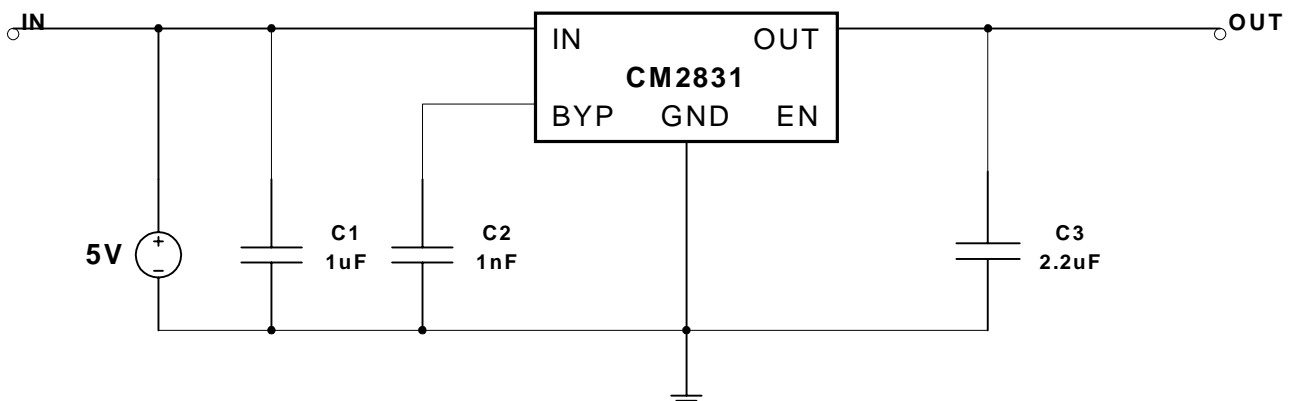 IN
OUT
IN OUT
CM2831
BYP GND EN
5V
+
−
C1
1uF
C2
1nF
C3
2.2uF